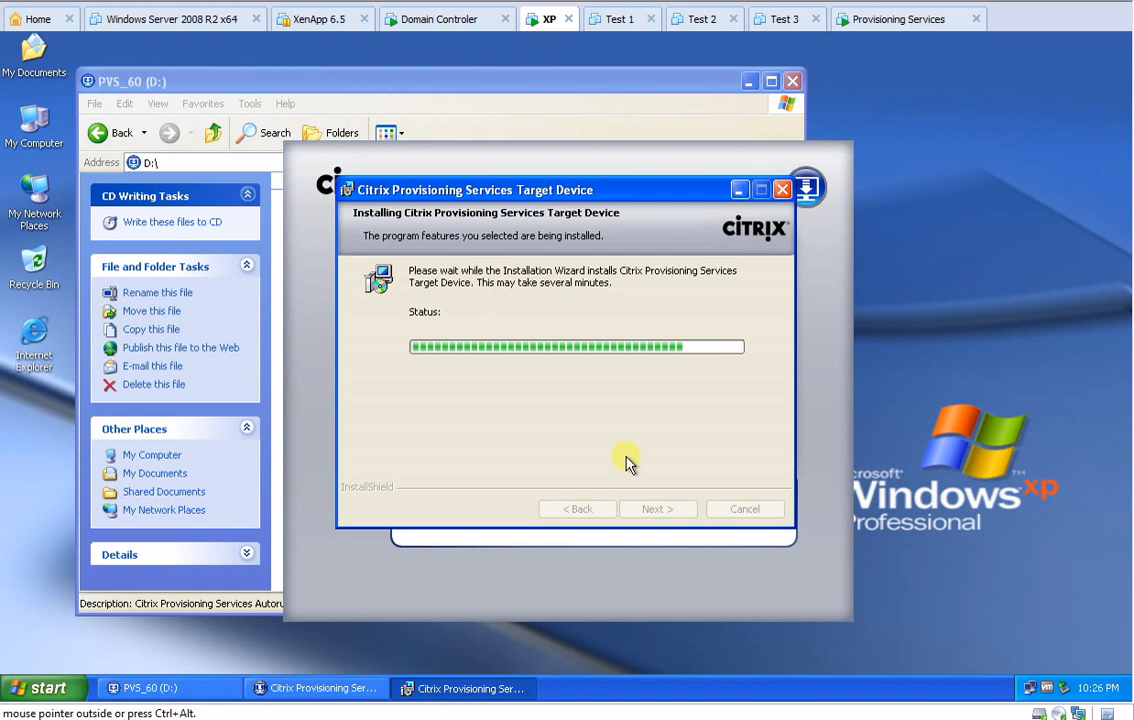 Home
Windows Server 2008 R2 x64
XenApp 6.5
Domain Controler
XP
Test 1
Test 2
Test 3
Provisioning Services
My Documents
My Computer
My Network
Places
Recycle Bin
Internet
Explorer
PVS_60 (D:)
File Edit View Favorites Tools Help
Back
Search
Folders
Address
D:\
CD Writing Tasks
Write these files to CD
File and Folder Tasks
Rename this file
Move this file
Copy this file
Publish this file to the Web
E-mail this file
Delete this file
Other Places
My Computer
My Documents
Shared Documents
My Network Places
Details
Description: Citrix Provisioning Services Autoru
Ci
Citrix Provisioning Services Target Device
Installing Citrix Provisioning Services Target Device
The program features you selected are being installed.
CİTRIX
Please wait while the Installation Wizard installs Citrix Provisioning Services
Target Device. This may take several minutes.
Status:
InstallShield
< Back
Next >
Cancel
crosoft
Windows xp
Professional
start
PVS_60 (D:)
Citrix Provisioning Ser...
Citrix Provisioning Ser...
10:26 PM
mouse pointer outside or press Ctrl+Alt.